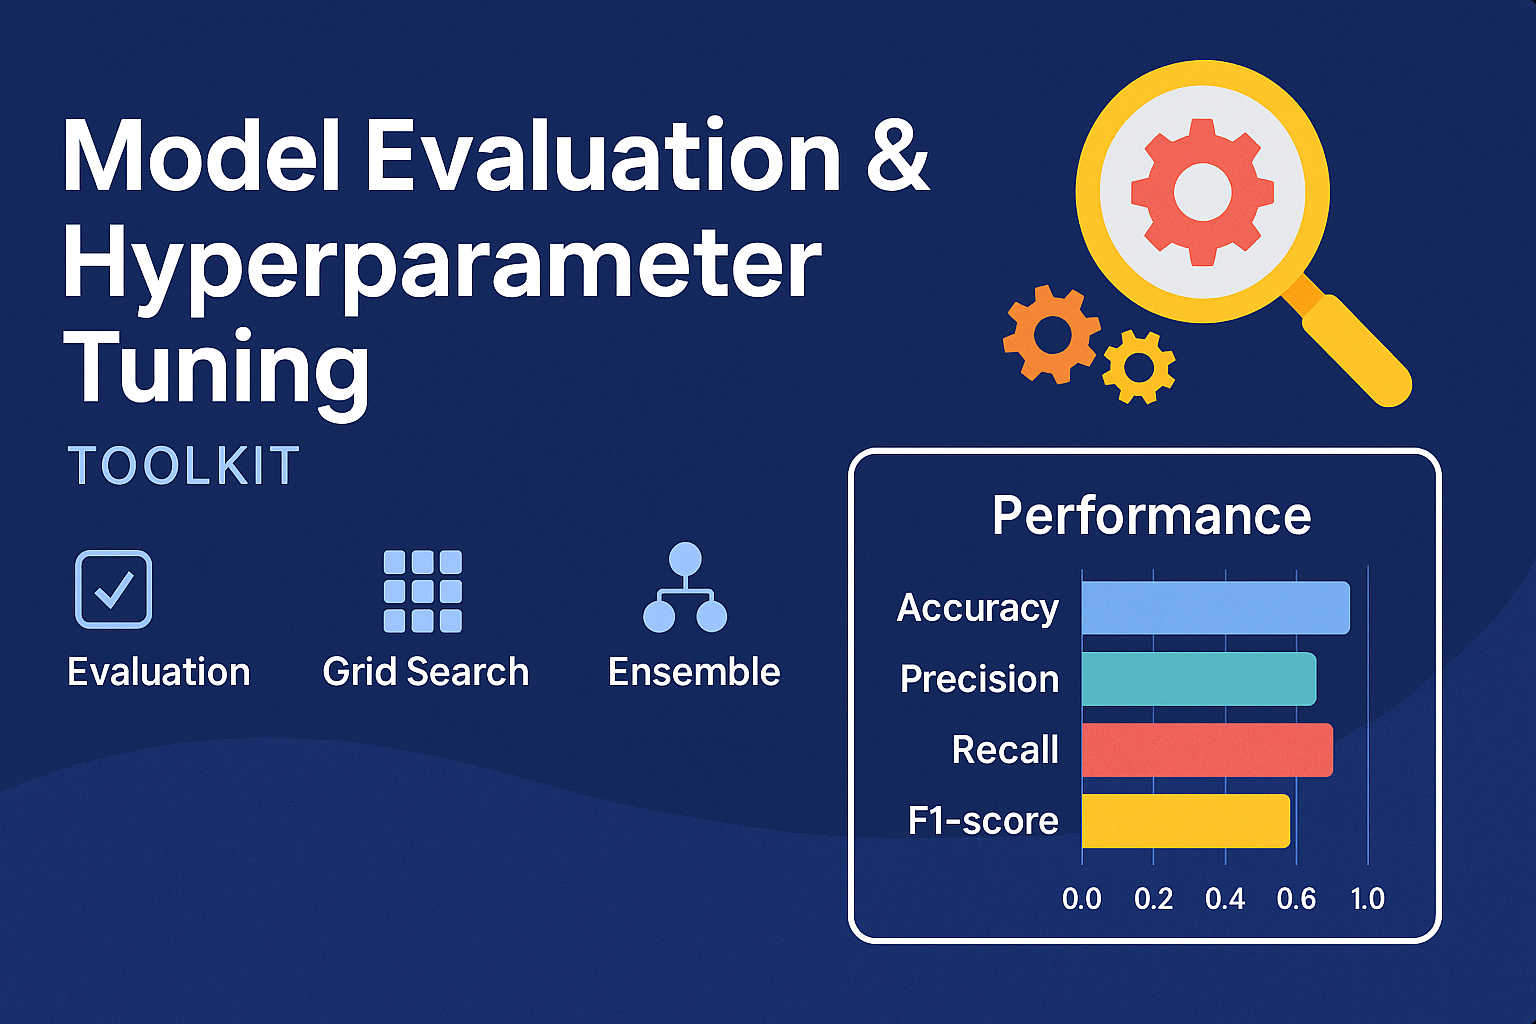 Model Evaluation &
Hyperparameter
Tuning
TOOLKIT
Evaluation
Grid Search
Ensemble
Performance
Accuracy
Precision
Recall
F1-score
0.0 0.2 0.4 0.6 1.0